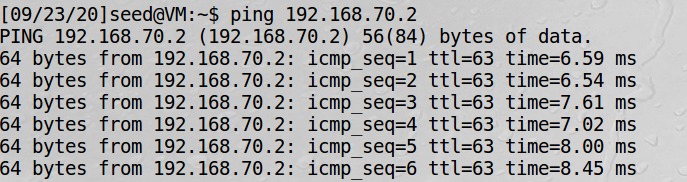 [09/23/20]seed@VM:~$ ping 192.168.70.2
PING 192.168.70.2 (192.168.70.2) 56(84) bytes of data.
64 bytes from 192.168.70.2: icmp_seq=1 ttl=63 time=6.59 ms
64 bytes from 192.168.70.2: icmp_seq=2 ttl=63 time=6.54 ms
64 bytes from 192.168.70.2: icmp_seq=3 ttl=63 time=7.61 ms
64 bytes from 192.168.70.2: icmp_seq=4 ttl=63 time=7.02 ms
64 bytes from 192.168.70.2: icmp_seq=5 ttl=63 time=8.00 ms
64 bytes from 192.168.70.2: icmp_seq=6 ttl=63 time=8.45 ms